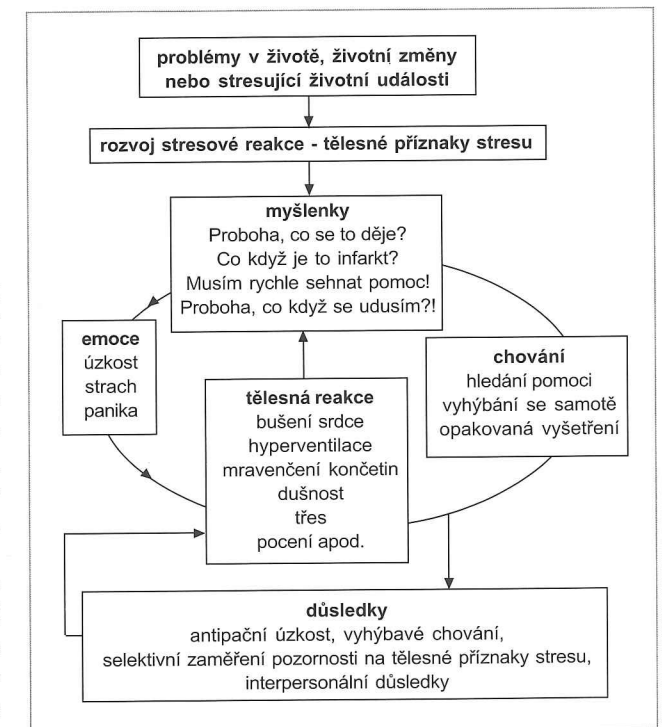 problémy v životě, životní změny
nebo stresující životní události
rozvoj stresové reakce - tělesné příznaky stresu
myšlenky
Proboha, co se to děje?
Co když je to infarkt?
Musím rychle sehnat pomoc!
Proboha, co když se udusím?!
emoce
úzkost
strach
panika
chování
hledání pomoci
vyhýbání se samotě
opakovaná vyšetření
tělesná reakce
bušení srdce
hyperventilace
mravenčení končetin
dušnost
třes
pocení apod.
důsledky
antipační úzkost, vyhýbavé chování,
selektivní zaměření pozornosti na tělesné příznaky stresu,
interpersonální důsledky